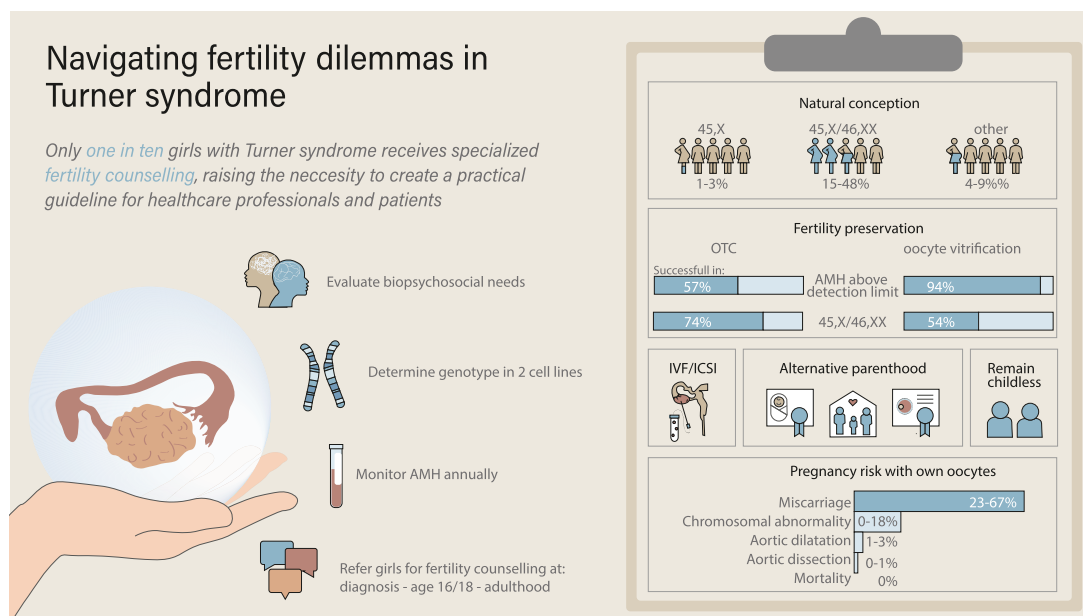 Navigating fertility dilemmas in
Turner syndrome
Only one in ten girls with Turner syndrome receives specialized
fertility counselling, raising the neccesity to create a practical
guideline for healthcare professionals and patients
Evaluate biopsychosocial needs
Determine genotype in 2 cell lines
Monitor AMH annually
Refer girls for fertility counselling at:
diagnosis - age 16/18 - adulthood
Natural conception
45,X 45,X/46,XX other
1-3% 15-48% 4-9%%
Fertility preservation
OTC oocyte vitrification
Successfull in:
57% AMH above detection limit 94%
74% 45,X/46,XX 54%
IVF/ICSI
Alternative parenthood
Remain
childless
Pregnancy risk with own oocytes
Miscarriage 23-67%
Chromosomal abnormality 0-18%
Aortic dilatation 1-3%
Aortic dissection 0-1%
Mortality 0%